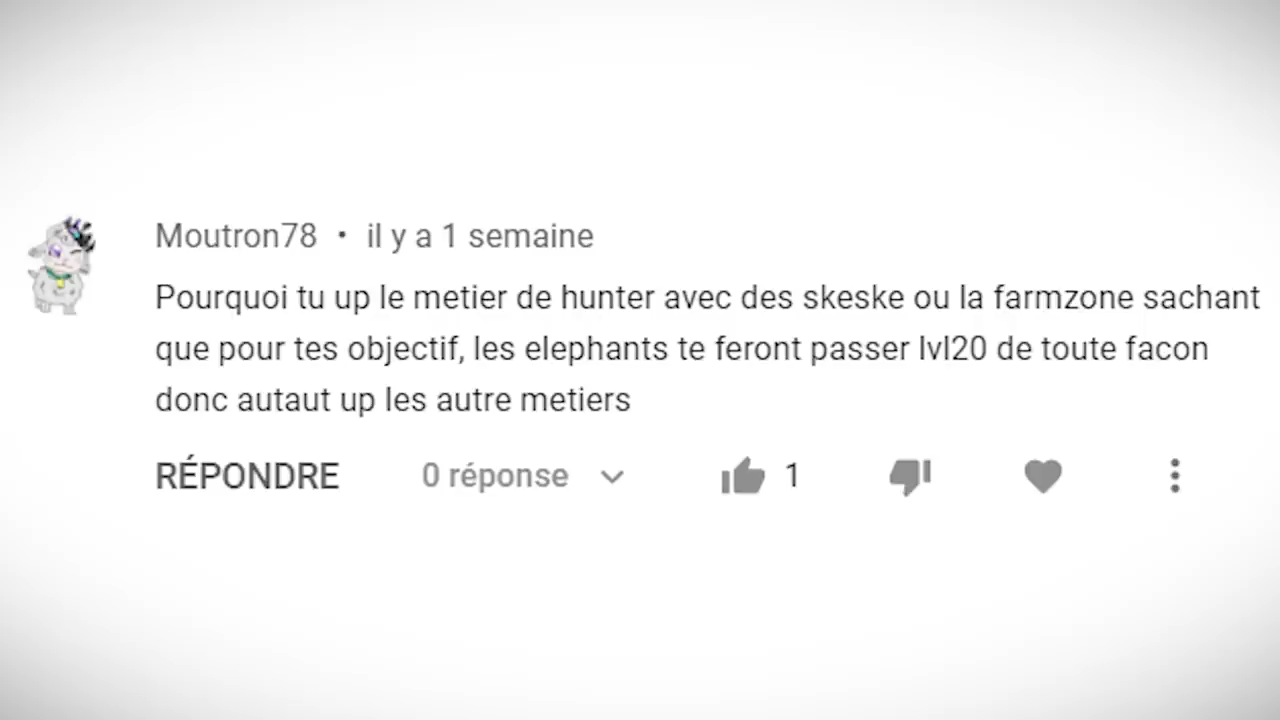 Moutron78 • il y a 1 semaine
Pourquoi tu up le metier de hunter avec des skeske ou la farmzone sachant
que pour tes objectif, les elephants te feront passer lvl20 de toute facon
donc autaut up les autre metiers
RÉPONDRE 0 réponse 1